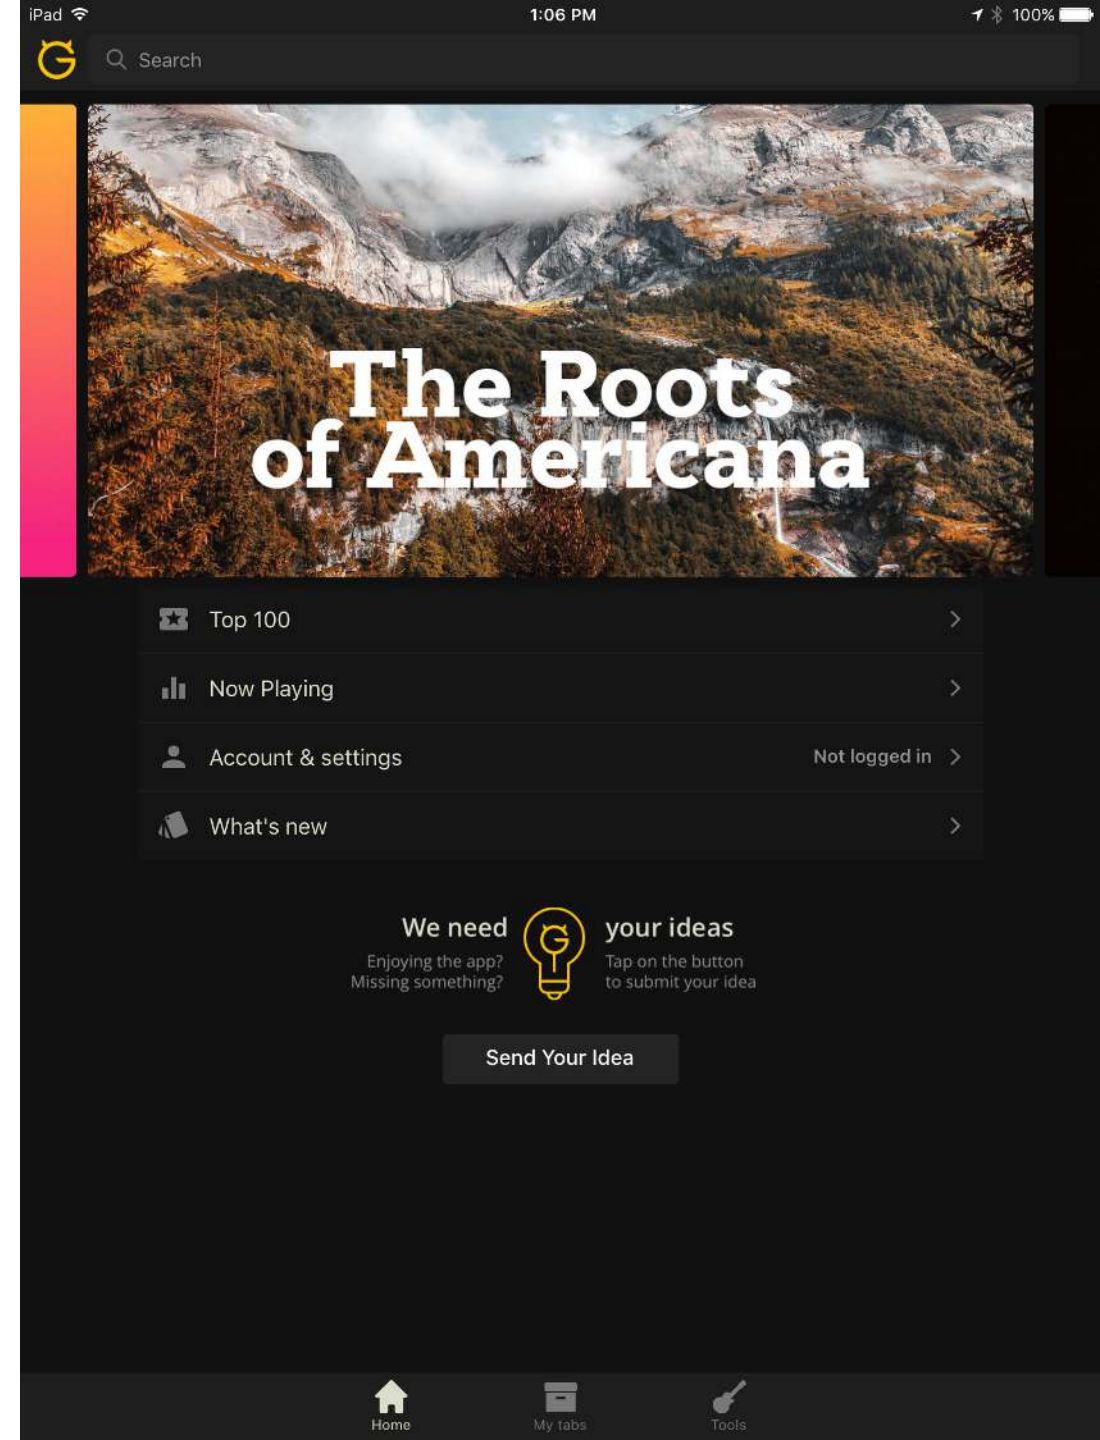 iPad 1:06 PM 100%
Search
The Roots
of Americana
Top 100
Now Playing
Account & settings Not logged in
What's new
We need your ideas
Enjoying the app? Tap on the button
Missing something? to submit your idea
Send Your Idea
Home My tabs Tools